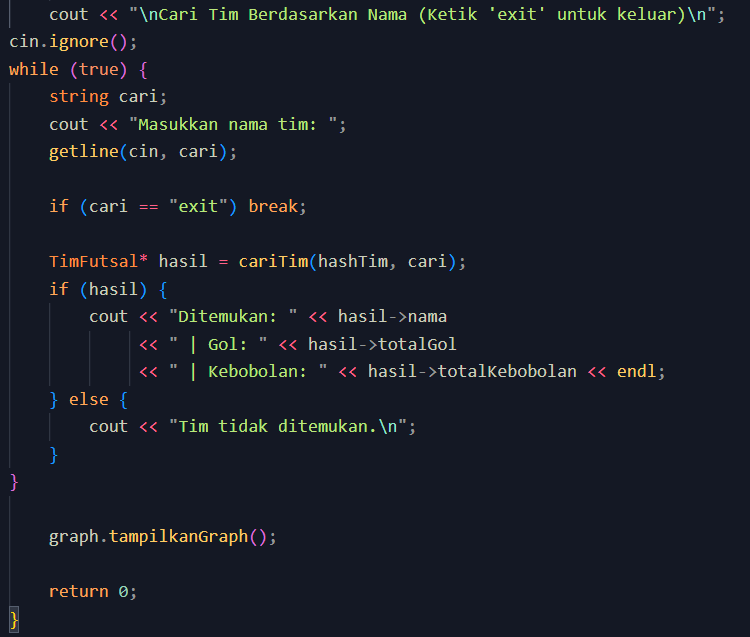 cout << "\nCari Tim Berdasarkan Nama (Ketik 'exit' untuk keluar)\n";
cin.ignore();
while (true) {
    string cari;
    cout << "Masukkan nama tim: ";
    getline(cin, cari);

    if (cari == "exit") break;

    TimFutsal* hasil = cariTim(hashTim, cari);
    if (hasil) {
        cout << "Ditemukan: " << hasil->nama
             << " | Gol: " << hasil->totalGol
             << " | Kebobolan: " << hasil->totalKebobolan << endl;
    } else {
        cout << "Tim tidak ditemukan.\n";
    }
}

    graph.tampilkanGraph();

    return 0;
}